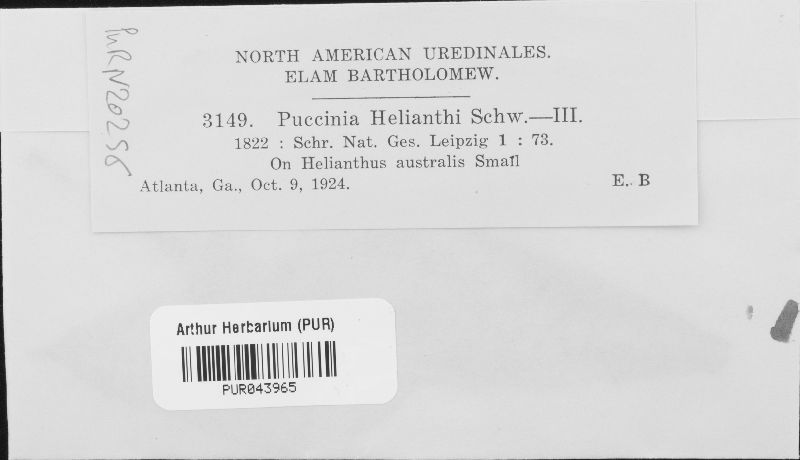 NORTH AMERICAN UREDINALES.
ELAM BARTHOLOMEW.
3149. Puccinia Helianthi Schw.—III.
1822 : Schr. Nat. Ges. Leipzig 1 : 73.
On Helianthus australis Small
Atlanta, Ga., Oct. 9, 1924.
E. B
PURN20256
Arthur Herbarium (PUR)
PUR043965